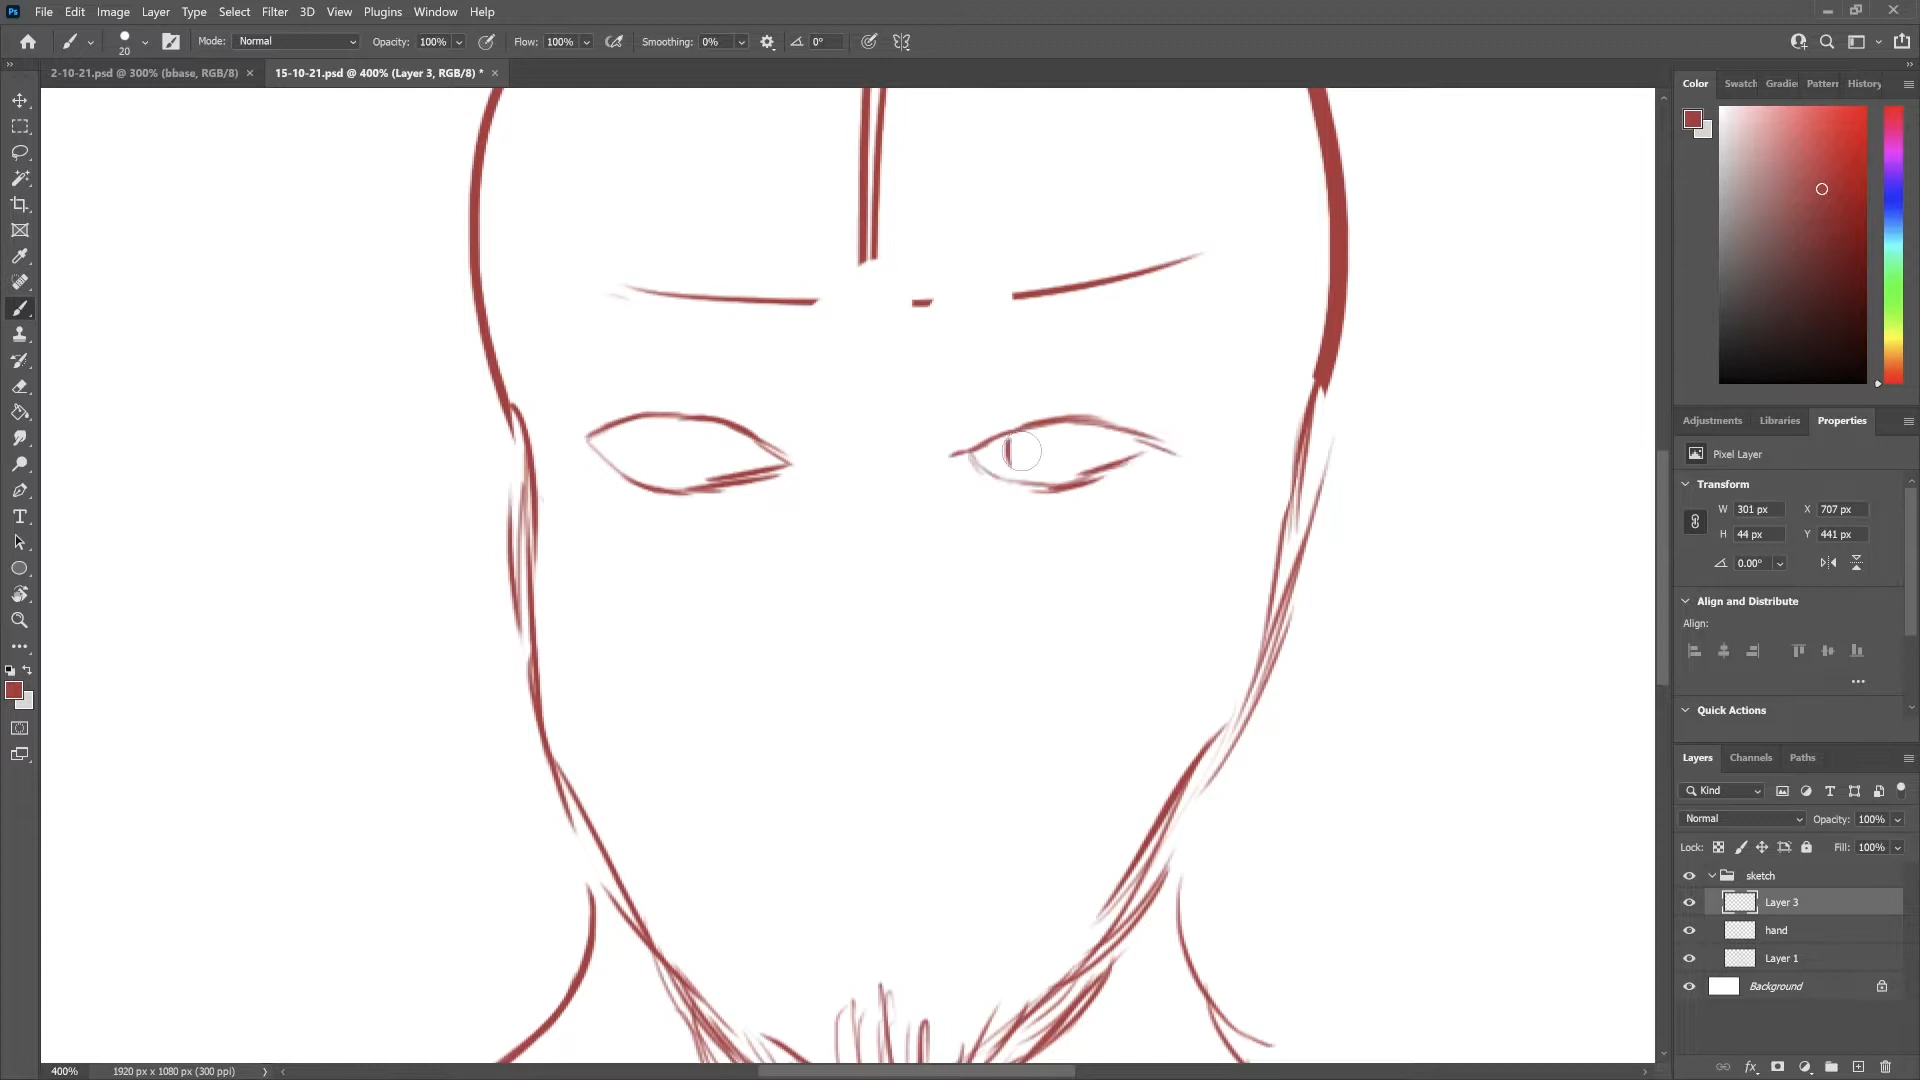 Ps File Edit Image Layer Type Select Filter 3D View Plugins Window Help
20 Mode: Normal Opacity: 100% Flow: 100% Smoothing: 0% 0°
2-10-21.psd @ 300% (bbase, RGB/8) × 15-10-21.psd @ 400% (Layer 3, RGB/8) * ×
Color Swatch Gradie Pattern History
Adjustments Libraries Properties
Pixel Layer
Transform
W 301 px X 707 px
H 44 px Y 441 px
0.00°
Align and Distribute
Align:
Quick Actions
Layers Channels Paths
Kind
Normal Opacity: 100%
Lock: Fill: 100%
sketch
Layer 3
hand
Layer 1
Background
fx
400% 1920 px x 1080 px (300 ppi)